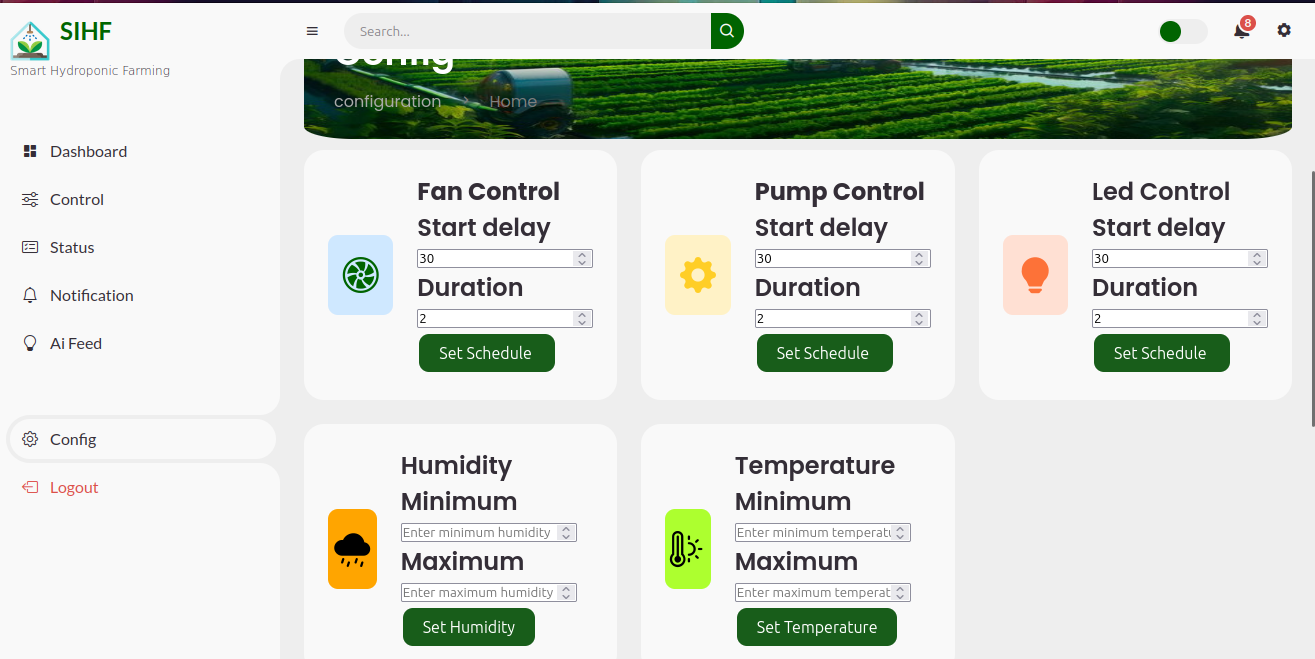 SIHF
Smart Hydroponic Farming
Search...
8
Config
configuration Home
Dashboard
Control
Status
Notification
Ai Feed
Config
Logout
Fan Control
Start delay
30
Duration
2
Set Schedule
Pump Control
Start delay
30
Duration
2
Set Schedule
Led Control
Start delay
30
Duration
2
Set Schedule
Humidity
Minimum
Enter minimum humidity
Maximum
Enter maximum humidity
Set Humidity
Temperature
Minimum
Enter minimum temperatu
Maximum
Enter maximum temperat
Set Temperature